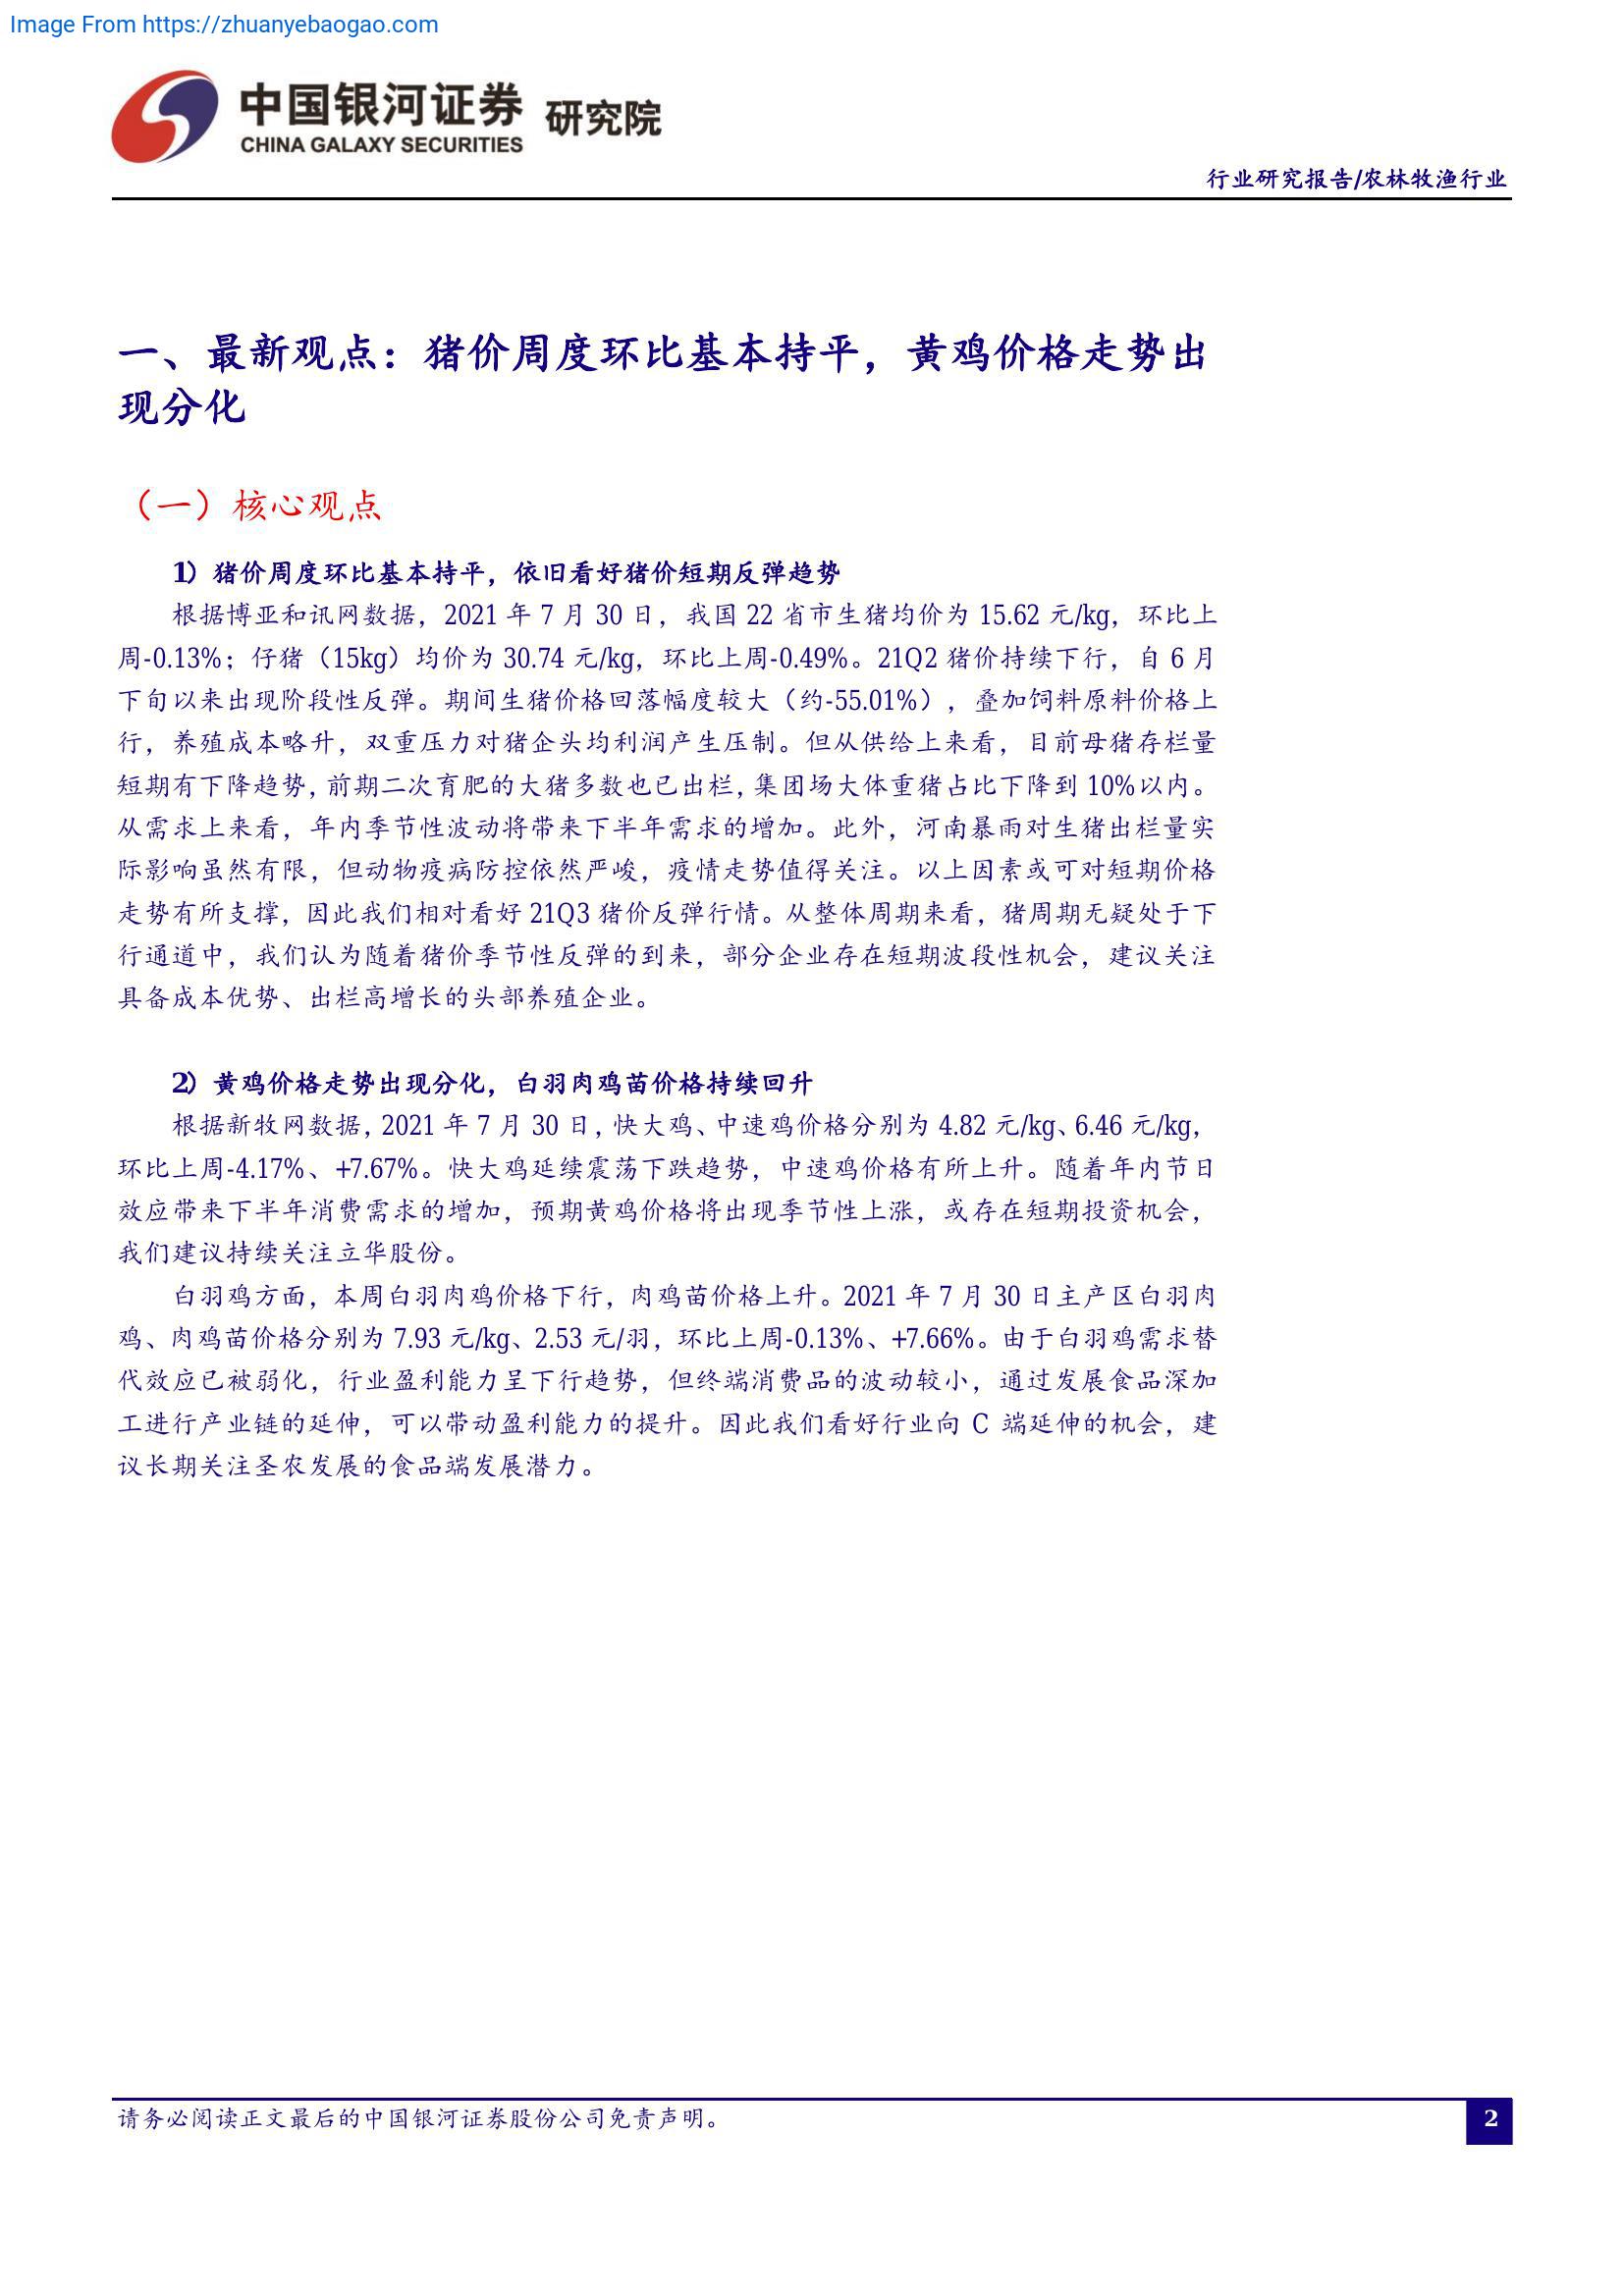 Image From https://zhuanyebaogao.com
中国银河证券 研究院
CHINA GALAXY SECURITIES
行业研究报告/农林牧渔行业
一、最新观点：猪价周度环比基本持平，黄鸡价格走势出
现分化
（一）核心观点
1）猪价周度环比基本持平，依旧看好猪价短期反弹趋势
根据博亚和讯网数据，2021 年 7 月 30 日，我国 22 省市生猪均价为 15.62 元/kg，环比上
周-0.13%；仔猪（15kg）均价为 30.74 元/kg，环比上周-0.49%。21Q2 猪价持续下行，自 6 月
下旬以来出现阶段性反弹。期间生猪价格回落幅度较大（约-55.01%），叠加饲料原料价格上
行，养殖成本略升，双重压力对猪企头均利润产生压制。但从供给上来看，目前母猪存栏量
短期有下降趋势，前期二次育肥的大猪多数也已出栏，集团场大体重猪占比下降到 10%以内。
从需求上来看，年内季节性波动将带来下半年需求的增加。此外，河南暴雨对生猪出栏量实
际影响虽然有限，但动物疫病防控依然严峻，疫情走势值得关注。以上因素或可对短期价格
走势有所支撑，因此我们相对看好 21Q3 猪价反弹行情。从整体周期来看，猪周期无疑处于下
行通道中，我们认为随着猪价季节性反弹的到来，部分企业存在短期波段性机会，建议关注
具备成本优势、出栏高增长的头部养殖企业。
2）黄鸡价格走势出现分化，白羽肉鸡苗价格持续回升
根据新牧网数据，2021 年 7 月 30 日，快大鸡、中速鸡价格分别为 4.82 元/kg、6.46 元/kg，
环比上周-4.17%、+7.67%。快大鸡延续震荡下跌趋势，中速鸡价格有所上升。随着年内节日
效应带来下半年消费需求的增加，预期黄鸡价格将出现季节性上涨，或存在短期投资机会，
我们建议持续关注立华股份。
白羽鸡方面，本周白羽肉鸡价格下行，肉鸡苗价格上升。2021 年 7 月 30 日主产区白羽肉
鸡、肉鸡苗价格分别为 7.93 元/kg、2.53 元/羽，环比上周-0.13%、+7.66%。由于白羽鸡需求替
代效应已被弱化，行业盈利能力呈下行趋势，但终端消费品的波动较小，通过发展食品深加
工进行产业链的延伸，可以带动盈利能力的提升。因此我们看好行业向 C 端延伸的机会，建
议长期关注圣农发展的食品端发展潜力。
请务必阅读正文最后的中国银河证券股份公司免责声明。
2